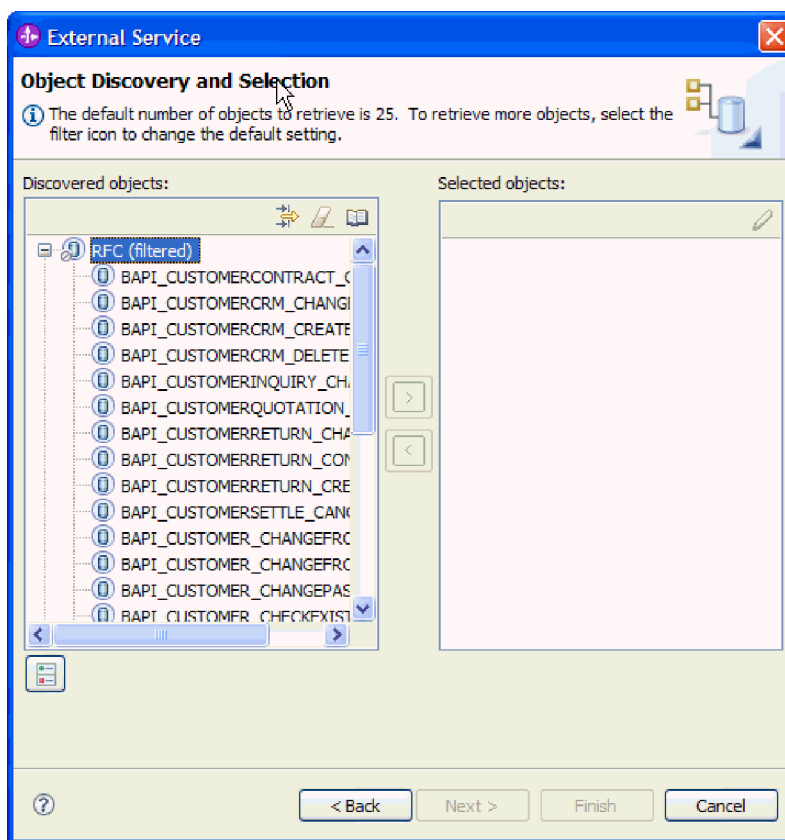 External Service
Object Discovery and Selection
The default number of objects to retrieve is 25. To retrieve more objects, select the
filter icon to change the default setting.
Discovered objects:
Selected objects:
RFC (filtered)
BAPI_CUSTOMERCONTRACT_
BAPI_CUSTOMERCRM_CHANG
BAPI_CUSTOMERCRM_CREATE
BAPI_CUSTOMERCRM_DELETE
BAPI_CUSTOMERINQUIRY_CH
BAPI_CUSTOMERQUOTATION_
BAPI_CUSTOMERRETURN_CHA
BAPI_CUSTOMERRETURN_CON
BAPI_CUSTOMERRETURN_CRE
BAPI_CUSTOMERSETTLE_CAN
BAPI_CUSTOMER_CHANGEFRO
BAPI_CUSTOMER_CHANGEFRO
BAPI_CUSTOMER_CHANGEPAS
BAPI_CUSTOMER_CHECKEXIST
>
<
< Back
Next >
Finish
Cancel